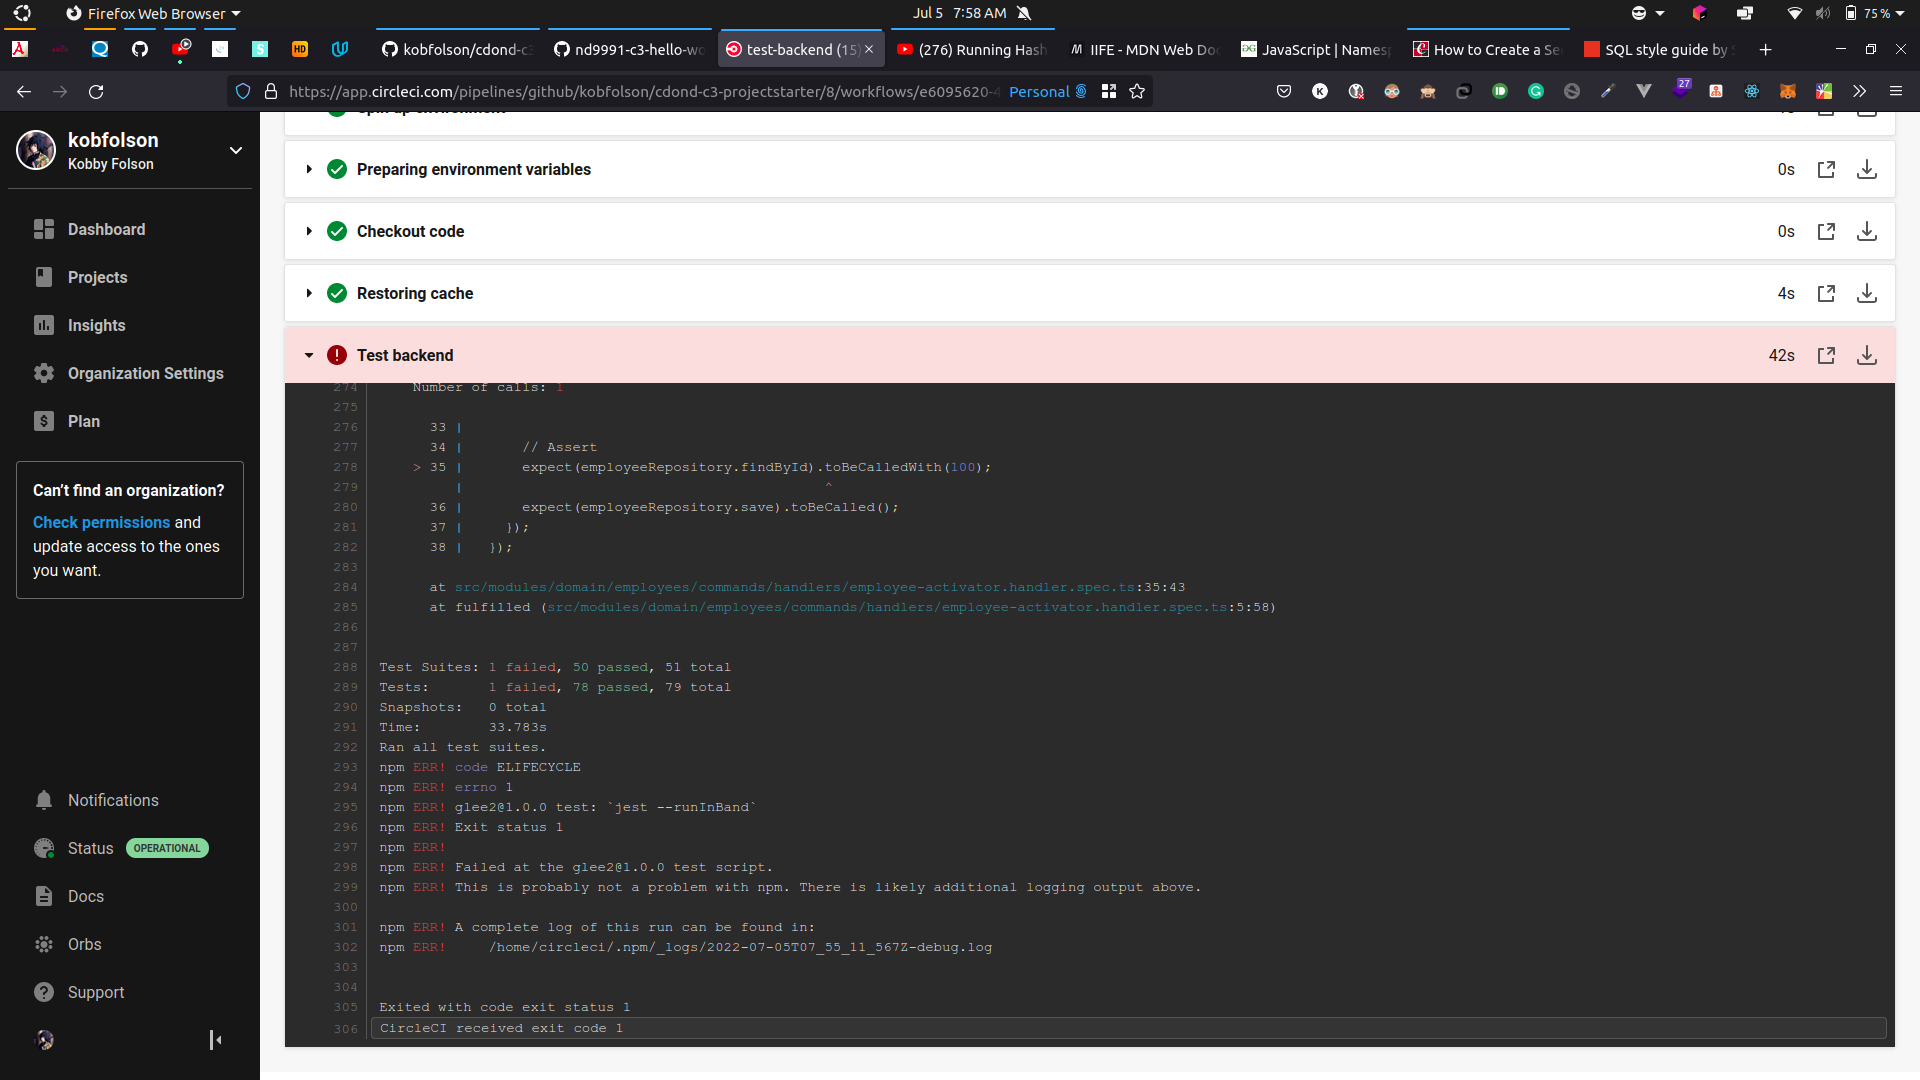 Firefox Web Browser
Jul 5 7:58 AM
75 %
kobfolson/cdond-c3
nd9991-c3-hello-wo
test-backend (15)
(276) Running Hash
IIFE - MDN Web Doc
JavaScript | Namesp
How to Create a Se
SQL style guide by S
https://app.circleci.com/pipelines/github/kobfolson/cdond-c3-projectstarter/8/workflows/e6095620-4
Personal
27
kobfolson
Kobby Folson
Dashboard
Projects
Insights
Organization Settings
Plan
Can't find an organization?
Check permissions and
update access to the ones
you want.
Notifications
Status OPERATIONAL
Docs
Orbs
Support
Spin up environment
Preparing environment variables 0s
Checkout code 0s
Restoring cache 4s
Test backend 42s
274 Number of calls: 1
275
276 33 |
277 34 | // Assert
278 > 35 | expect(employeeRepository.findById).toBeCalledWith(100);
279 | ^
280 36 | expect(employeeRepository.save).toBeCalled();
281 37 | });
282 38 | });
283
284 at src/modules/domain/employees/commands/handlers/employee-activator.handler.spec.ts:35:43
285 at fulfilled (src/modules/domain/employees/commands/handlers/employee-activator.handler.spec.ts:5:58)
286
287
288 Test Suites: 1 failed, 50 passed, 51 total
289 Tests: 1 failed, 78 passed, 79 total
290 Snapshots: 0 total
291 Time: 33.783s
292 Ran all test suites.
293 npm ERR! code ELIFECYCLE
294 npm ERR! errno 1
295 npm ERR! glee2@1.0.0 test: `jest --runInBand`
296 npm ERR! Exit status 1
297 npm ERR!
298 npm ERR! Failed at the glee2@1.0.0 test script.
299 npm ERR! This is probably not a problem with npm. There is likely additional logging output above.
300
301 npm ERR! A complete log of this run can be found in:
302 npm ERR! /home/circleci/.npm/_logs/2022-07-05T07_55_11_567Z-debug.log
303
304
305 Exited with code exit status 1
306 CircleCI received exit code 1